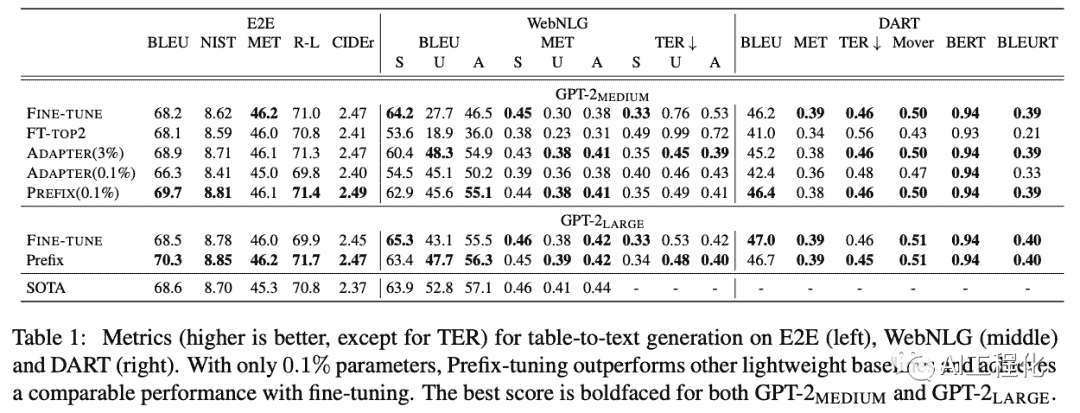 E2E WebNLG DART
BLEU NIST MET R-L CIDEr BLEU MET TER ↓ BLEU MET TER ↓ Mover BERT BLEURT
S U A S U A S U A
GPT-2MEDIUM
FINE-TUNE 68.2 8.62 46.2 71.0 2.47 64.2 27.7 46.5 0.45 0.30 0.38 0.33 0.76 0.53 46.2 0.39 0.46 0.50 0.94 0.39
FT-TOP2 68.1 8.59 46.0 70.8 2.41 53.6 18.9 36.0 0.38 0.23 0.31 0.49 0.99 0.72 41.0 0.34 0.56 0.43 0.93 0.21
ADAPTER(3%) 68.9 8.71 46.1 71.3 2.47 60.4 48.3 54.9 0.43 0.38 0.41 0.35 0.45 0.39 45.2 0.38 0.46 0.50 0.94 0.39
ADAPTER(0.1%) 66.3 8.41 45.0 69.8 2.40 54.5 45.1 50.2 0.39 0.36 0.38 0.40 0.46 0.43 42.4 0.36 0.48 0.47 0.94 0.33
PREFIX(0.1%) 69.7 8.81 46.1 71.4 2.49 62.9 45.6 55.1 0.44 0.38 0.41 0.35 0.49 0.41 46.4 0.38 0.46 0.50 0.94 0.39
GPT-2LARGE
FINE-TUNE 68.5 8.78 46.0 69.9 2.45 65.3 43.1 55.5 0.46 0.38 0.42 0.33 0.53 0.42 47.0 0.39 0.46 0.51 0.94 0.40
Prefix 70.3 8.85 46.2 71.7 2.47 63.4 47.7 56.3 0.45 0.39 0.42 0.34 0.48 0.40 46.7 0.39 0.45 0.51 0.94 0.40
SOTA 68.6 8.70 45.3 70.8 2.37 63.9 52.8 57.1 0.46 0.41 0.44 - - - - - - - - -
Table 1: Metrics (higher is better, except for TER) for table-to-text generation on E2E (left), WebNLG (middle)
and DART (right). With only 0.1% parameters, Prefix-tuning outperforms other lightweight baselines and achieves
a comparable performance with fine-tuning. The best score is boldfaced for both GPT-2MEDIUM and GPT-2LARGE.
AI工程化